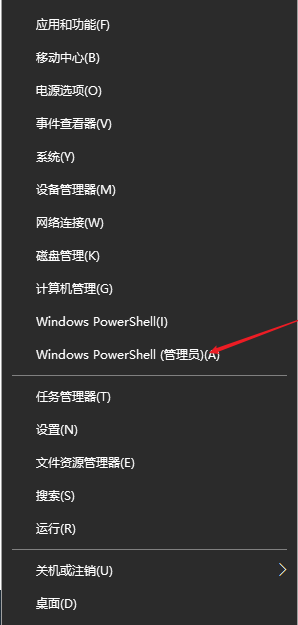 应用和功能(F)
移动中心(B)
电源选项(O)
事件查看器(V)
系统(Y)
设备管理器(M)
网络连接(W)
磁盘管理(K)
计算机管理(G)
Windows PowerShell(I)
Windows PowerShell (管理员)(A)
任务管理器(T)
设置(N)
文件资源管理器(E)
搜索(S)
运行(R)
关机或注销(U)
桌面(D)